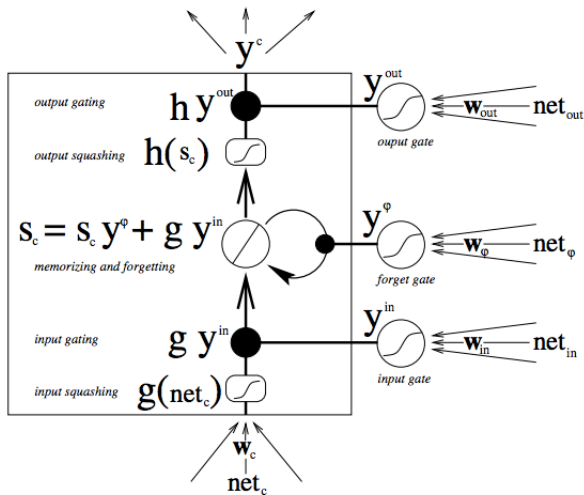 y^c
output gating
h y^out
y^out
w_out
net_out
ouput gate
output squashing
h(s_c)
s_c = s_c y^φ + g y^in
memorizing and forgetting
y^φ
w_φ
net_φ
forget gate
input gating
g y^in
y^in
w_in
net_in
input gate
input squashing
g(net_c)
w_c
net_c